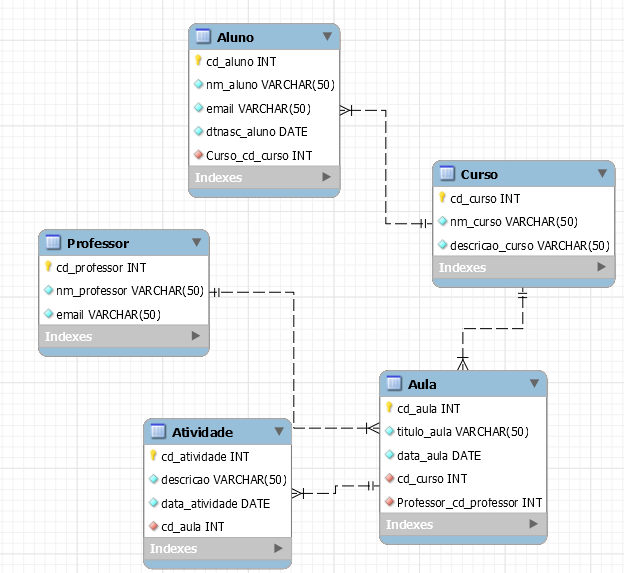 Aluno
cd_aluno INT
nm_aluno VARCHAR(50)
email VARCHAR(50)
dtnasc_aluno DATE
Curso_cd_curso INT
Indexes
Curso
cd_curso INT
nm_curso VARCHAR(50)
descricao_curso VARCHAR(50)
Indexes
Professor
cd_professor INT
nm_professor VARCHAR(50)
email VARCHAR(50)
Indexes
Aula
cd_aula INT
titulo_aula VARCHAR(50)
data_aula DATE
cd_curso INT
Professor_cd_professor INT
Indexes
Atividade
cd_atividade INT
descricao VARCHAR(50)
data_atividade DATE
cd_aula INT
Indexes